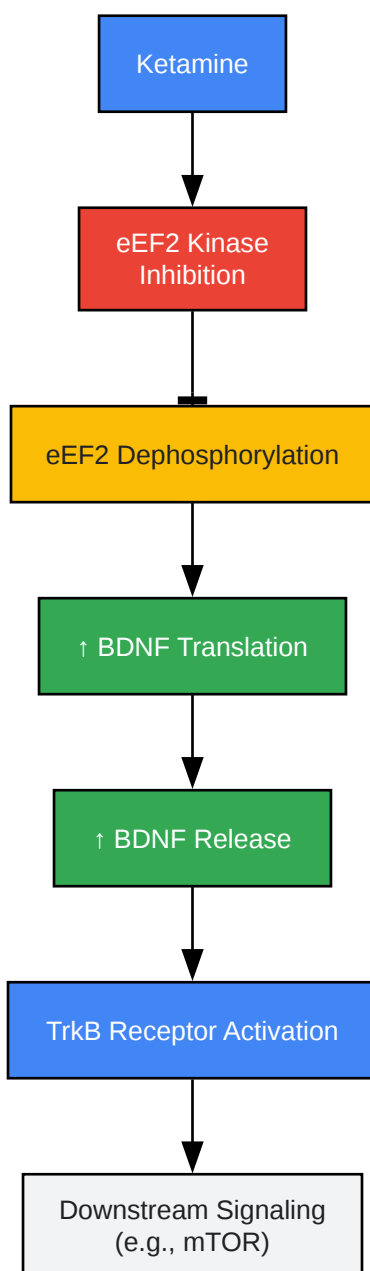 Ketamine
eEF2 Kinase
Inhibition
eEF2 Dephosphorylation
↑ BDNF Translation
↑ BDNF Release
TrkB Receptor Activation
Downstream Signaling
(e.g., mTOR)